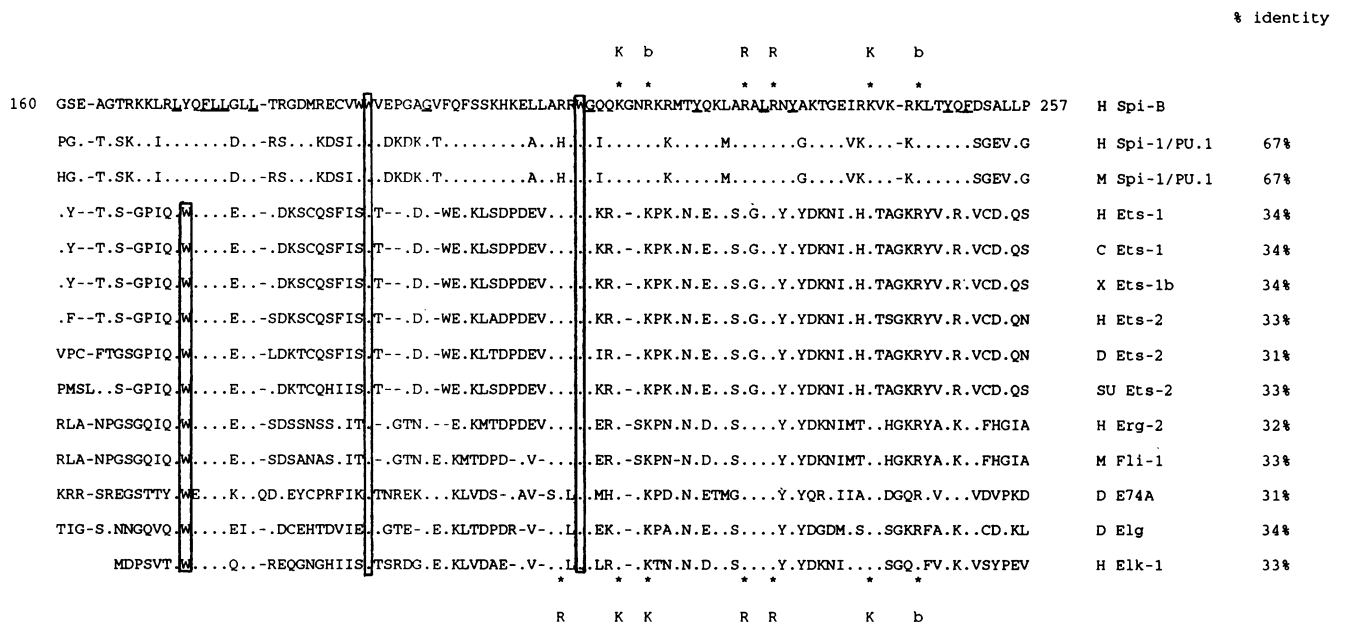 % identity
K b R R K b
* * * * * *
160 GSE-AGTRKKLRLYQFLLGLL-TRGDMRECVWWVEPGAGVFQFSSKHKELLARRWGQQKGNRKRMTYQKLARALRNYAKTGEIRKVK-RKLTYQFDSALLP 257 H Spi-B
PG.-T.SK..I.......D..-RS...KDSI..DKDK.T.........A..H...I......K.....M.......G....VK...-K......SGEV.G H Spi-1/PU.1 67%
HG.-T.SK..I.......D..-RS...KDSI..DKDK.T.........A..H...I......K.....M.......G....VK...-K......SGEV.G M Spi-1/PU.1 67%
.Y--T.S-GPIQ.W....E..-.DKSCQSFIS.T---.D.-WE.KLSDPDEV.....KR.-.KPK.N.E..S.G..Y.YDKNI.H.TAGKRYV.R.VCD.QS H Ets-1 34%
.Y--T.S-GPIQ.W....E..-.DKSCQSFIS.T---.D.-WE.KLSDPDEV.....KR.-.KPK.N.E..S.G..Y.YDKNI.H.TAGKRYV.R.VCD.QS C Ets-1 34%
.Y--T.S-GPIQ.W....E..-.DKSCQSFIS.T---.D.-WE.KLSDPDEV.....KR.-.KPK.N.E..S.G..Y.YDKNI.H.TAGKRYV.R.VCD.QS X Ets-1b 34%
.F--T.S-GPIQ.W....E..-SDKSCQSFIS.T---.D.-WE.KLADPDEV.....KR.-.KPK.N.E..S.G..Y.YDKNI.H.TSGKRYV.R.VCD.QN H Ets-2 33%
VPC-FTGSGPIQ.W....E..-LDKTCQSFIS.T---.D.-WE.KLTDPDEV.....IR.-.KPK.N.E..S.G..Y.YDKNI.H.TAGKRYV.R.VCD.QN D Ets-2 31%
PMSL..S-GPIQ.W....E..-.DKTCQHIIS.T---.D.-WE.KLSDPDEV.....KR.-.KPK.N.E..S.G..Y.YDKNI.H.TAGKRYV.R.VCD.QS SU Ets-2 33%
RLA-NPGSGQIQ.W....E..-SDSSNSS.IT.-.GTN.--E.KMTDPDEV.....ER.-SKPN.N.D..S....Y.YDKNIMT..HGKRYA.K..FHGIA H Erg-2 32%
RLA-NPGSGQIQ.W....E..-SDSANAS.IT.-.GTN.E.KMTDPD-.V-.....ER.-SKPN-N.D..S....Y.YDKNIMT..HGKRYA.K..FHGIA M Fli-1 33%
KRR-SREGSTTY.WE...K..QD.EYCPRFIK.TNREK...KLVDS-.AV-S.L..MH.-.KPD.N.ETMG....Y.YQR.IIA..DGQR.V...VDVPKD D E74A 31%
TIG-S.NNGQVQ.W....EI.-.DCEHTDVIE..GTE-.E.KLTDPDR-V-..L..EK.-.KPA.N.E..S....Y.YDGDM.S..SGKRFA.K..CD.KL D Elg 34%
MDPSVT.W....Q..-.REQGNGHIIS.TSRDG.E.KLVDAE-.V-..L..LR.-.KTN.N.D..S....Y.YDKNI....SGQ.FV.K.VSYPEV H Elk-1 33%
* * * * * * *
R K K R R K b